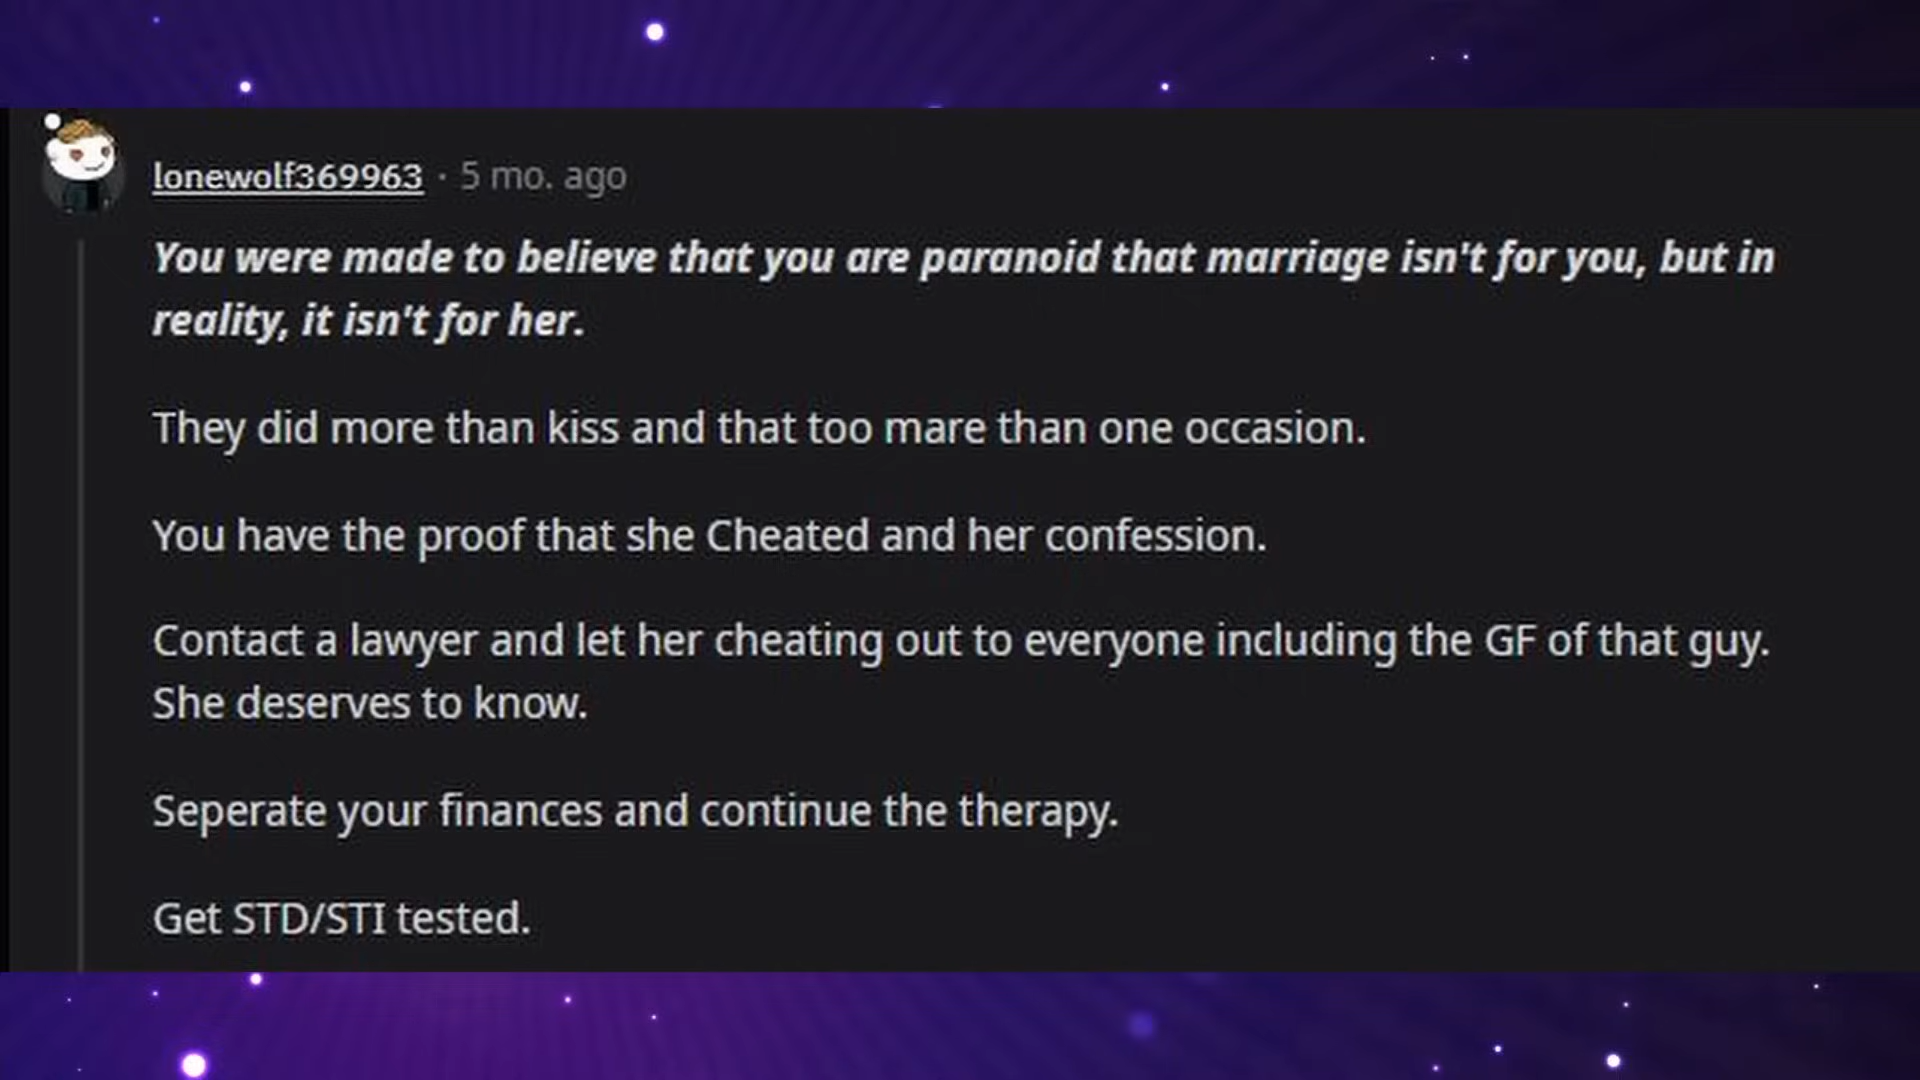 lonewolf369963 · 5 mo. ago
You were made to believe that you are paranoid that marriage isn't for you, but in
reality, it isn't for her.
They did more than kiss and that too mare than one occasion.
You have the proof that she Cheated and her confession.
Contact a lawyer and let her cheating out to everyone including the GF of that guy.
She deserves to know.
Seperate your finances and continue the therapy.
Get STD/STI tested.